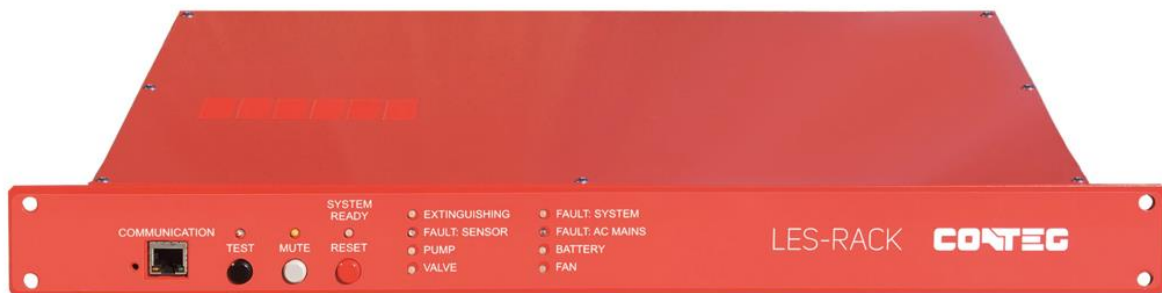 COMMUNICATION
TEST
MUTE
SYSTEM
READY
RESET
EXTINGUISHING
FAULT: SENSOR
PUMP
VALVE
FAULT: SYSTEM
FAULT: AC MAINS
BATTERY
FAN
LES-RACK CONTEG